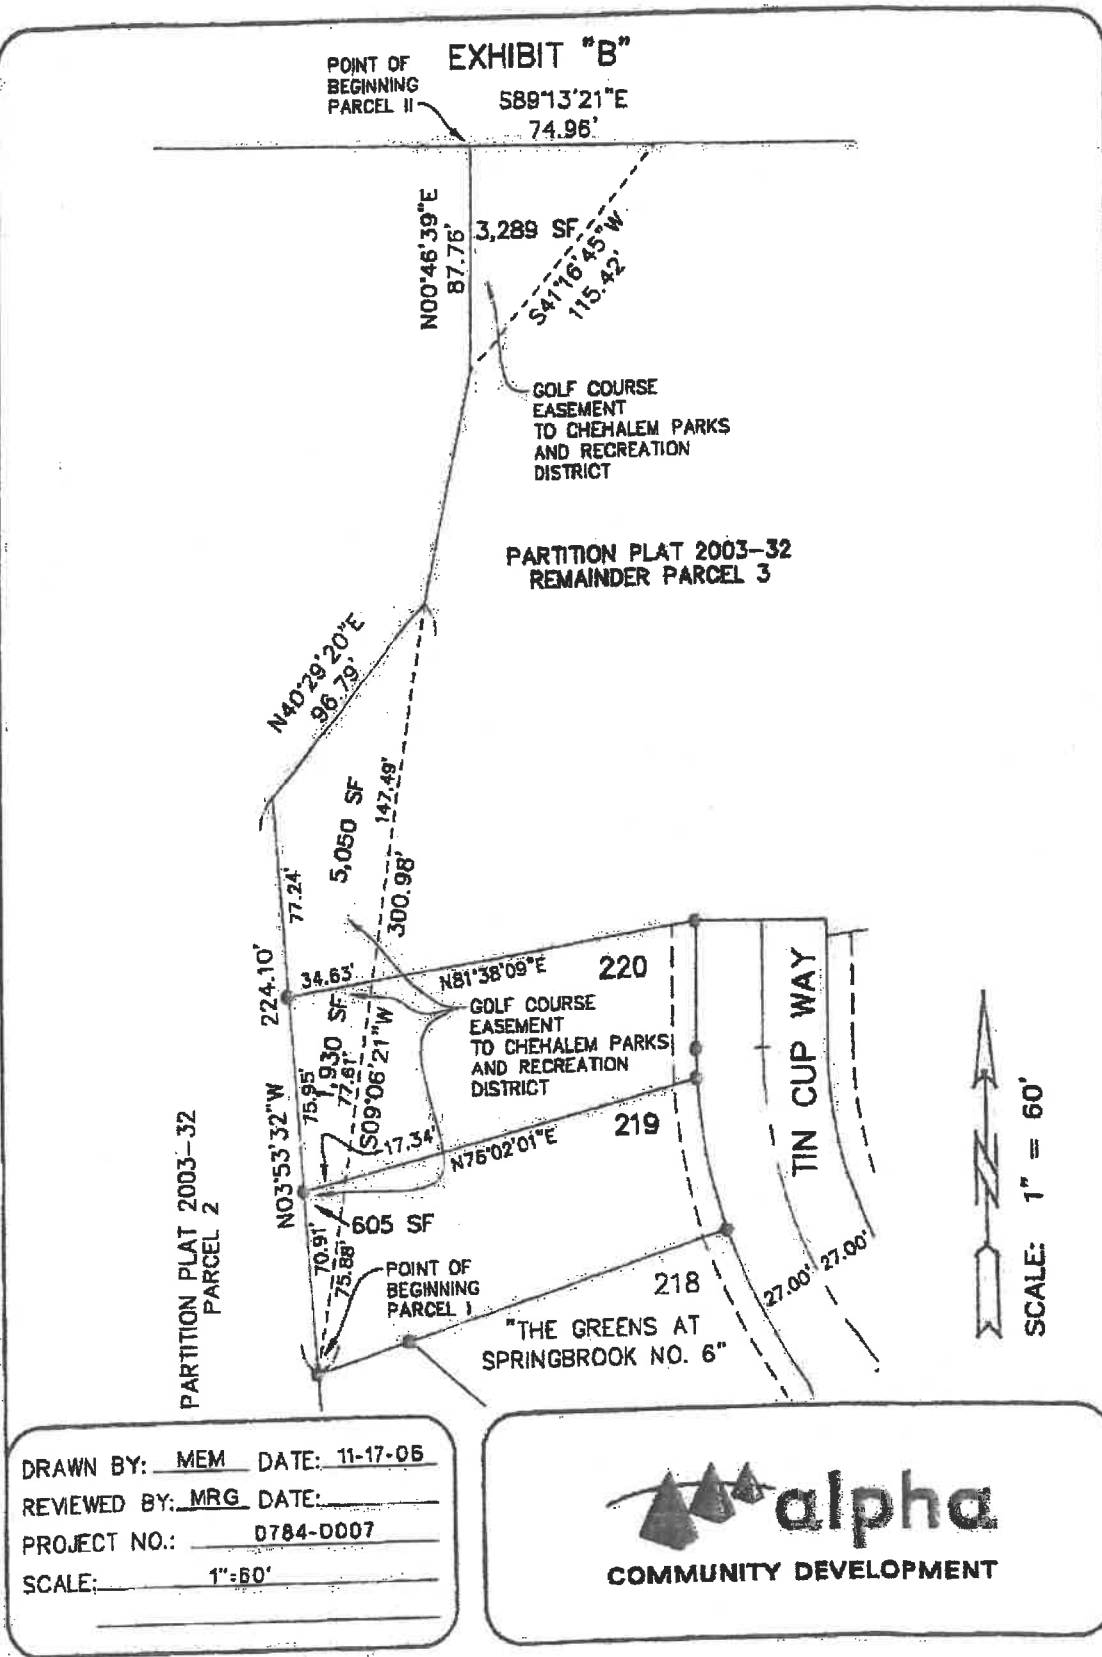 EXHIBIT "B"
POINT OF
BEGINNING
PARCEL II
S89°13'21"E
74.96'
N00°46'39"E
87.76'
3,289 SF
S41°16'45"W
115.42'
GOLF COURSE
EASEMENT
TO CHEHALEM PARKS
AND RECREATION
DISTRICT
PARTITION PLAT 2003-32
REMAINDER PARCEL 3
N40°29'20"E
96.79'
5,050 SF
147.49'
300.98'
77.24'
224.10'
34.63'
N81°38'09"E
220
GOLF COURSE
EASEMENT
TO CHEHALEM PARKS
AND RECREATION
DISTRICT
1,930 SF
77.61'
S09°06'21"W
75.95'
N03°53'32"W
17.34'
N75°02'01"E
219
TIN CUP WAY
605 SF
70.91'
75.88'
POINT OF
BEGINNING
PARCEL I
218
27.00'
27.00'
"THE GREENS AT
SPRINGBROOK NO. 6"
PARTITION PLAT 2003-32
PARCEL 2
N
SCALE: 1" = 60'
DRAWN BY: MEM DATE: 11-17-06
REVIEWED BY: MRG DATE:
PROJECT NO.: 0784-0007
SCALE: 1"=60'
alpha
COMMUNITY DEVELOPMENT